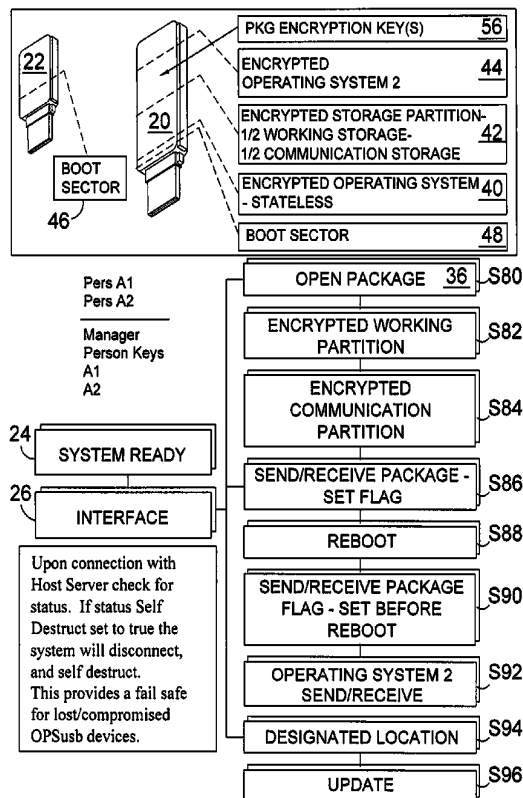 22
20
BOOT
SECTOR
46
PKG ENCRYPTION KEY(S) 56
ENCRYPTED
OPERATING SYSTEM 2 44
ENCRYPTED STORAGE PARTITION-
1/2 WORKING STORAGE- 42
1/2 COMMUNICATION STORAGE
ENCRYPTED OPERATING SYSTEM 40
- STATELESS
BOOT SECTOR 48
Pers A1
Pers A2
Manager
Person Keys
A1
A2
24
SYSTEM READY
26
INTERFACE
Upon connection with
Host Server check for
status. If status Self
Destruct set to true the
system will disconnect,
and self destruct.
This provides a fail safe
for lost/compromised
OPSusb devices.
OPEN PACKAGE 36 S80
ENCRYPTED WORKING
PARTITION S82
ENCRYPTED
COMMUNICATION
PARTITION S84
SEND/RECEIVE PACKAGE -
SET FLAG S86
REBOOT S88
SEND/RECEIVE PACKAGE
FLAG - SET BEFORE
REBOOT S90
OPERATING SYSTEM 2
SEND/RECEIVE S92
DESIGNATED LOCATION S94
UPDATE S96